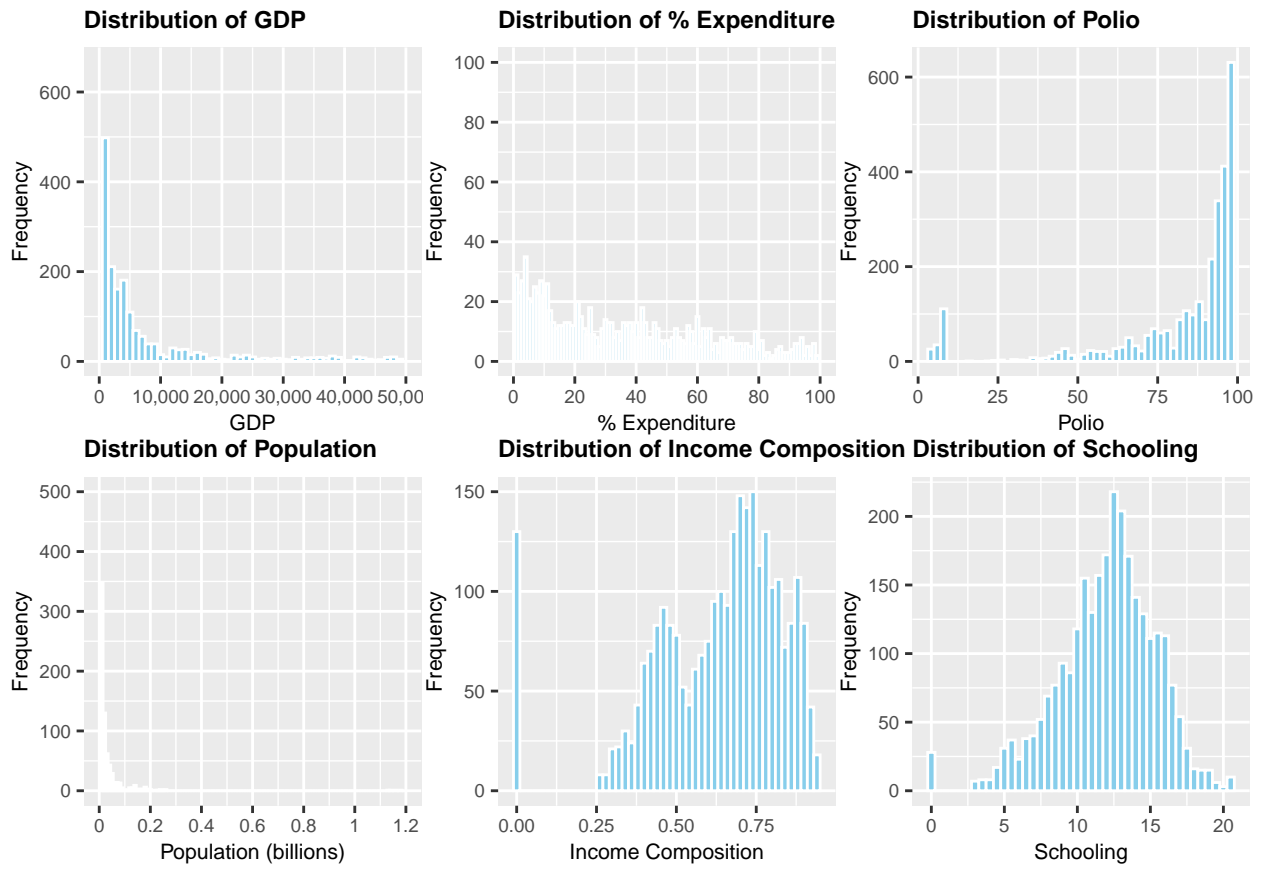 Distribution of GDP
600
400
200
0
Frequency
0 10,000 20,000 30,000 40,000 50,00
GDP
Distribution of % Expenditure
100
80
60
40
20
0
Frequency
0 20 40 60 80 100
% Expenditure
Distribution of Polio
600
400
200
0
Frequency
0 25 50 75 100
Polio
Distribution of Population
500
400
300
200
100
0
Frequency
0 0.2 0.4 0.6 0.8 1 1.2
Population (billions)
Distribution of Income Composition
150
100
50
0
Frequency
0.00 0.25 0.50 0.75
Income Composition
Distribution of Schooling
200
150
100
50
0
Frequency
0 5 10 15 20
Schooling